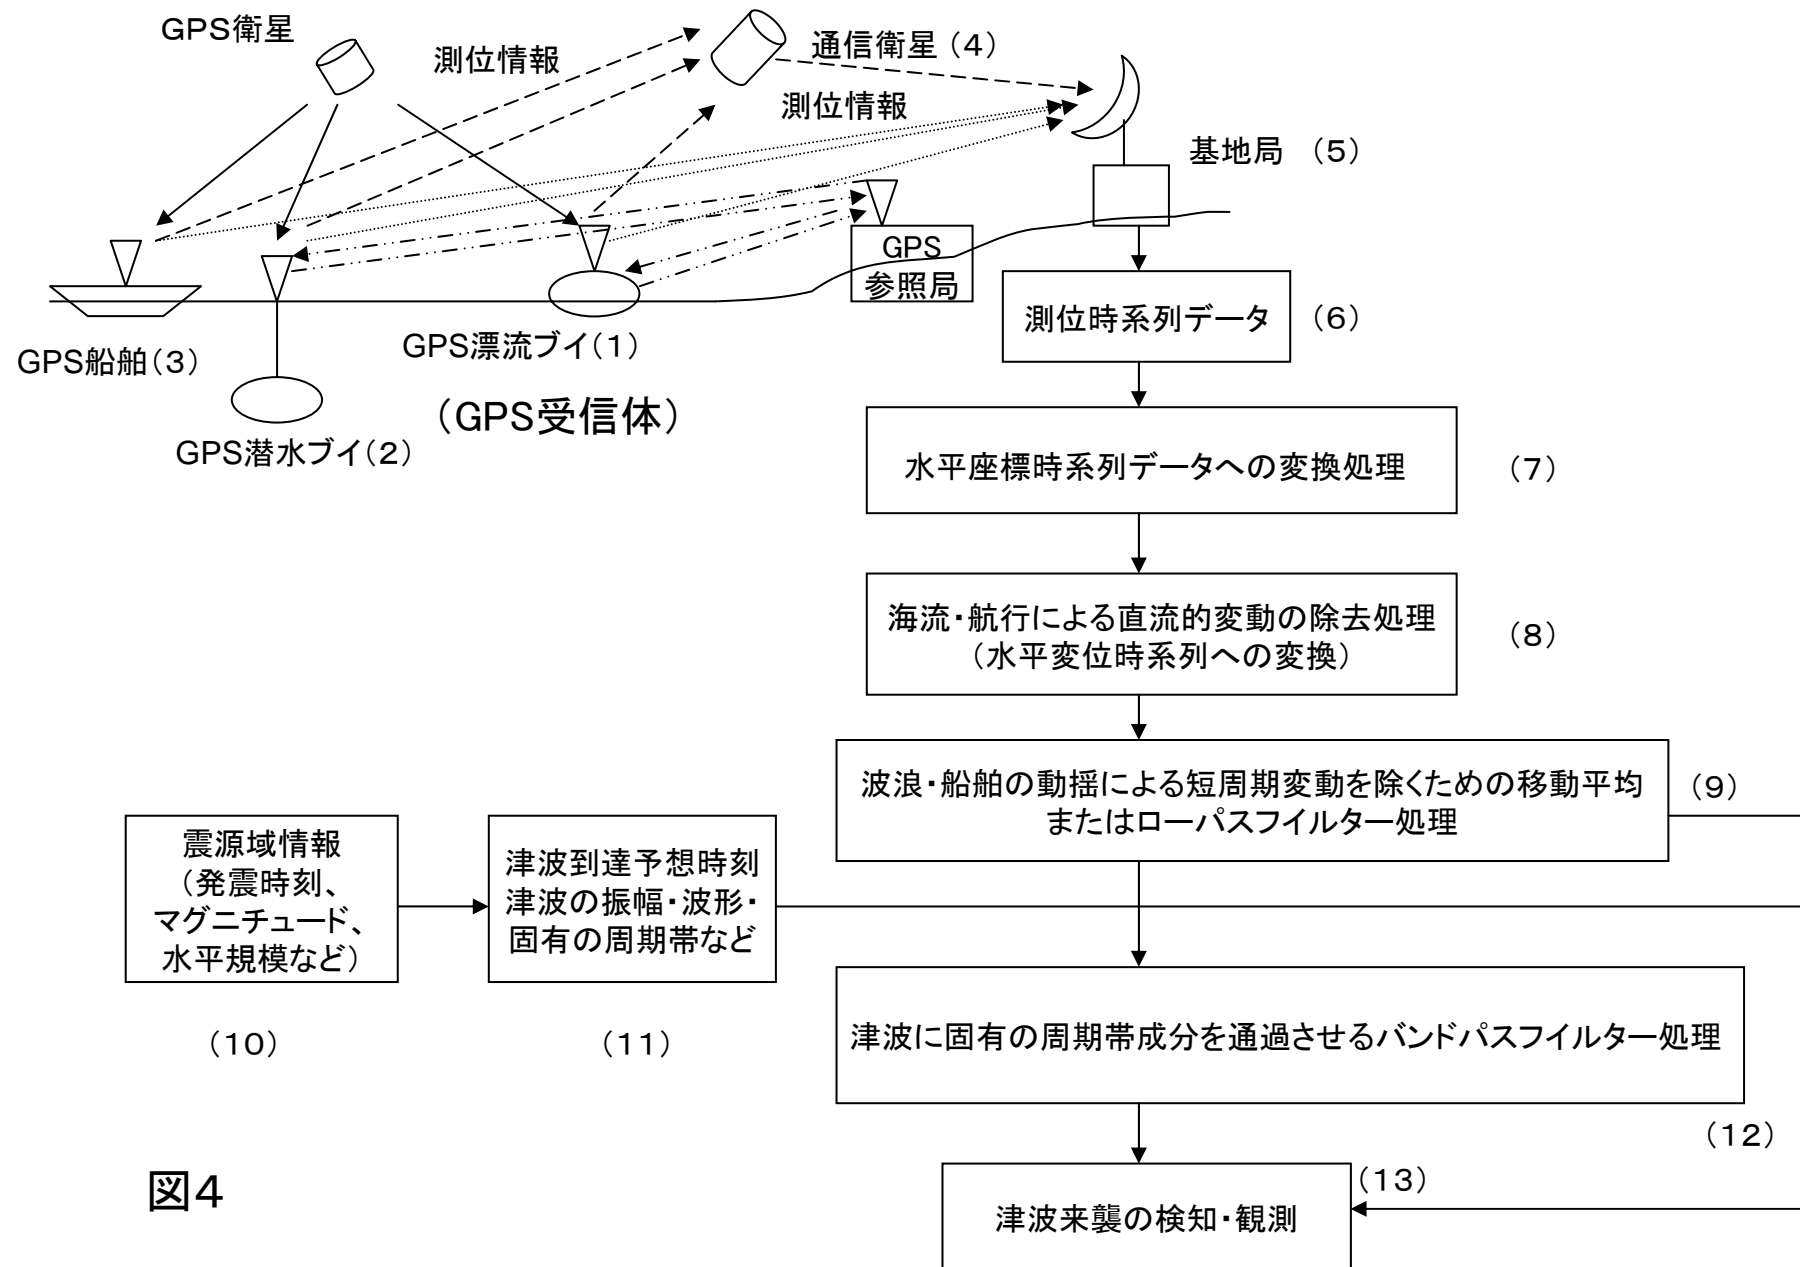 GPS衛星
測位情報
通信衛星(4)
測位情報
基地局 (5)
GPS
参照局
GPS船舶(3)
GPS漂流ブイ(1)
GPS潜水ブイ(2)
(GPS受信体)
測位時系列データ
(6)
水平座標時系列データへの変換処理
(7)
海流・航行による直流的変動の除去処理
(水平変位時系列への変換)
(8)
波浪・船舶の動揺による短周期変動を除くための移動平均
またはローパスフイルター処理
(9)
震源域情報
(発震時刻、
マグニチュード、
水平規模など)
(10)
津波到達予想時刻
津波の振幅・波形・
固有の周期帯など
(11)
津波に固有の周期帯成分を通過させるバンドパスフイルター処理
(12)
津波来襲の検知・観測
(13)
図4